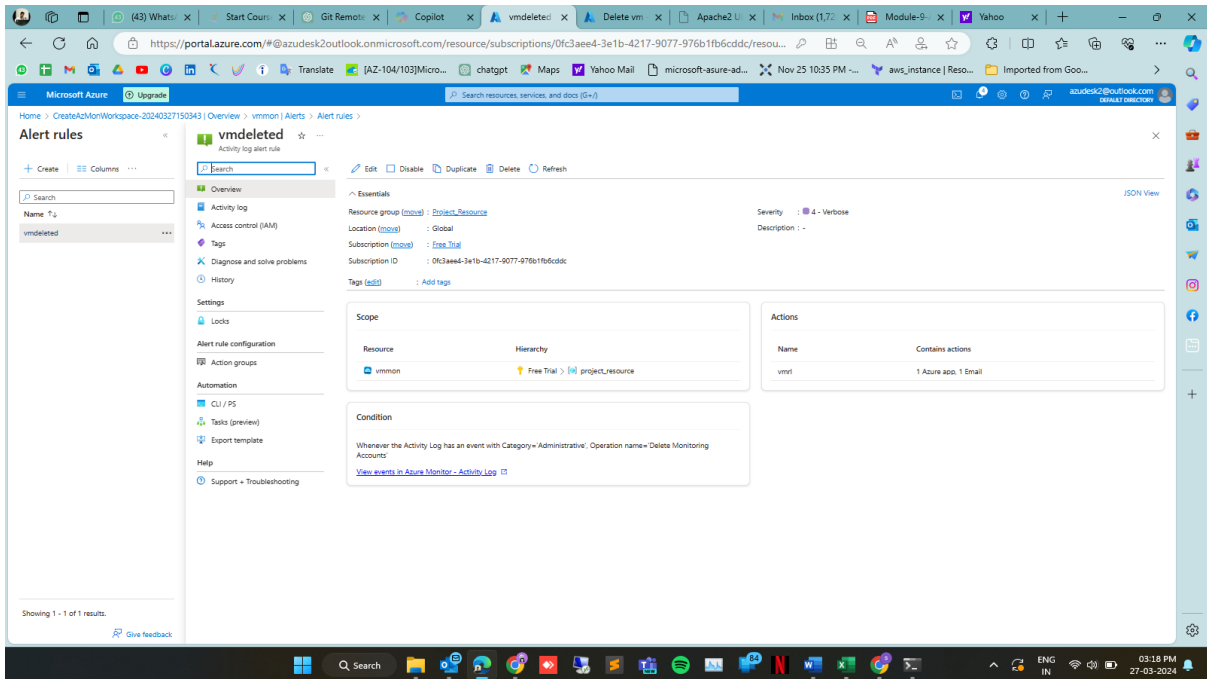 (43) Whats
Start Cours
Git Remote
Copilot
vmdeleted
Delete vm
Apache2 U
Inbox (1,72
Module-9-
Yahoo
https://portal.azure.com/#@azudesk2outlook.onmicrosoft.com/resource/subscriptions/0fc3aee4-3e1b-4217-9077-976b1fb6cddc/resou...
Translate
[AZ-104/103]Micro...
chatgpt
Maps
Yahoo Mail
microsoft-asure-ad...
Nov 25 10:35 PM -...
aws_instance | Reso...
Imported from Goo...
Microsoft Azure
Upgrade
Search resources, services, and docs (G+/)
azudesk2@outlook.com
DEFAULT DIRECTORY
Home > CreateAzMonWorkspace-20240327150343 | Overview > vmmon | Alerts > Alert rules >
Alert rules
+ Create
Columns
Search
Name ↑↓
vmdeleted
Showing 1 - 1 of 1 results.
Give feedback
vmdeleted
Activity log alert rule
Search
Overview
Activity log
Access control (IAM)
Tags
Diagnose and solve problems
History
Settings
Locks
Alert rule configuration
Action groups
Automation
CLI / PS
Tasks (preview)
Export template
Help
Support + Troubleshooting
Edit
Disable
Duplicate
Delete
Refresh
Essentials
JSON View
Resource group (move) : Project_Resource
Location (move) : Global
Subscription (move) : Free Trial
Subscription ID : 0fc3aee4-3e1b-4217-9077-976b1fb6cddc
Tags (edit) : Add tags
Severity : 4 - Verbose
Description : -
Scope
Resource Hierarchy
vmmon Free Trial > project_resource
Actions
Name Contains actions
vmrl 1 Azure app, 1 Email
Condition
Whenever the Activity Log has an event with Category='Administrative', Operation name='Delete Monitoring
Accounts'
View events in Azure Monitor - Activity Log
Search
84
ENG
IN
03:18 PM
27-03-2024